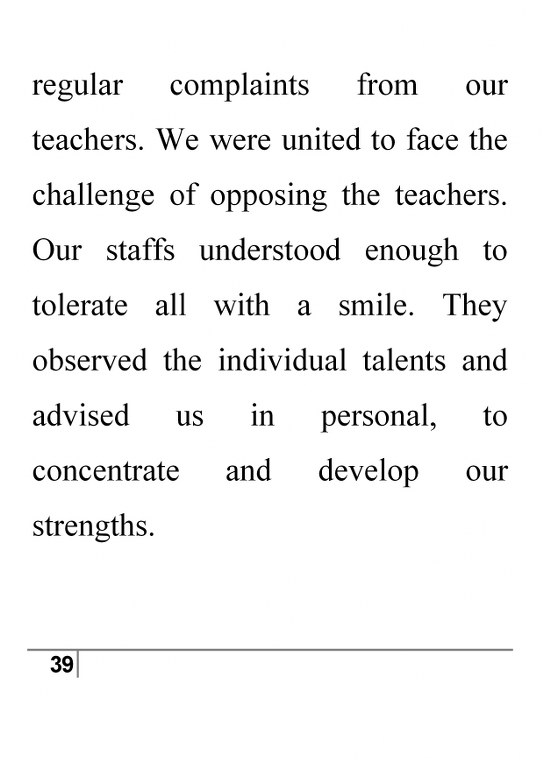 regular complaints from our
teachers. We were united to face the
challenge of opposing the teachers.
Our staffs understood enough to
tolerate all with a smile. They
observed the individual talents and
advised us in personal, to
concentrate and develop our
strengths.
39